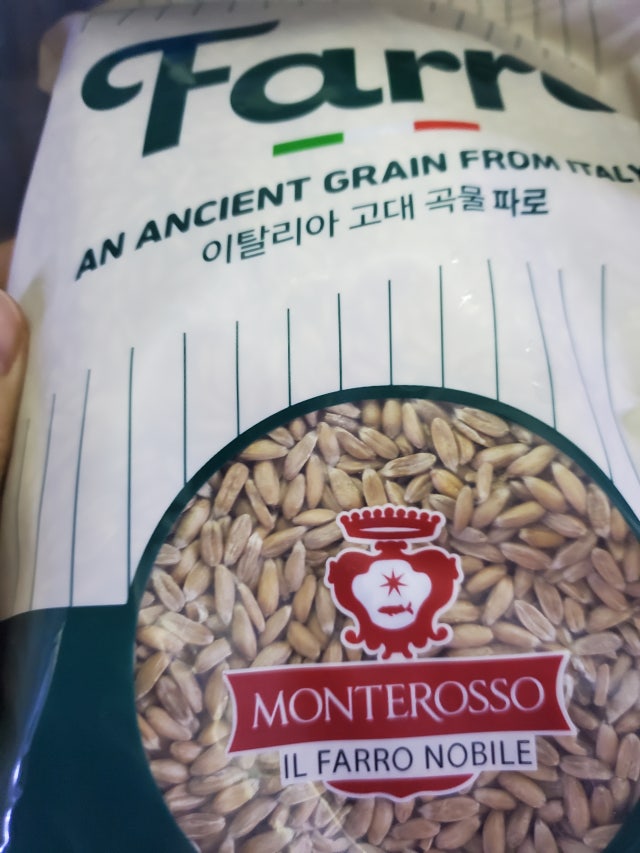 Farro
AN ANCIENT GRAIN FROM ITALY
이탈리아 고대 곡물 파로
MONTEROSSO
IL FARRO NOBILE